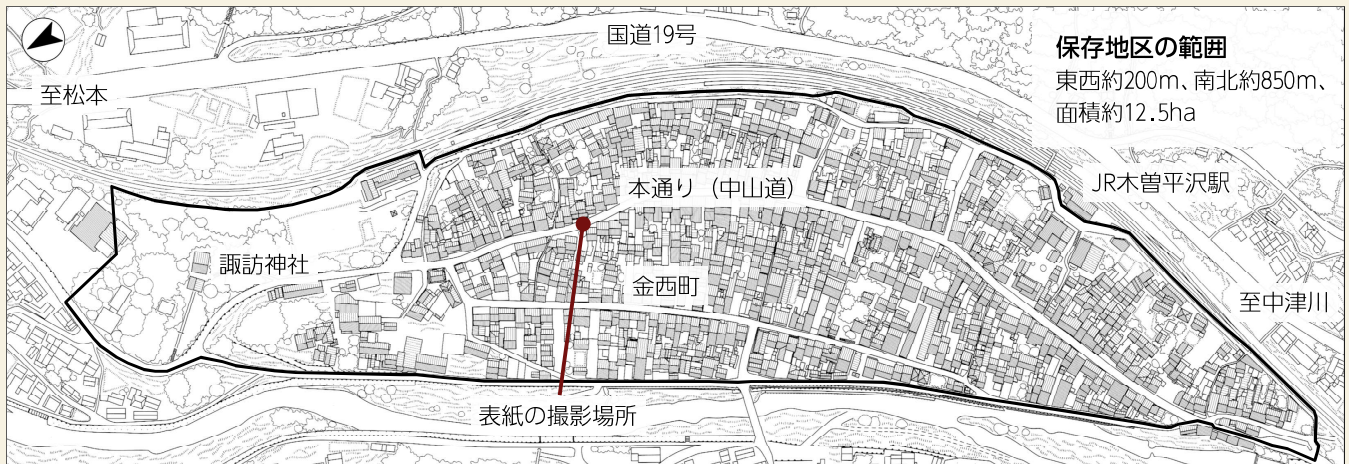 国道19号
保存地区の範囲
東西約200m、南北約850m、
面積約12.5ha
至松本
本通り（中山道）
JR木曽平沢駅
諏訪神社
金西町
至中津川
表紙の撮影場所